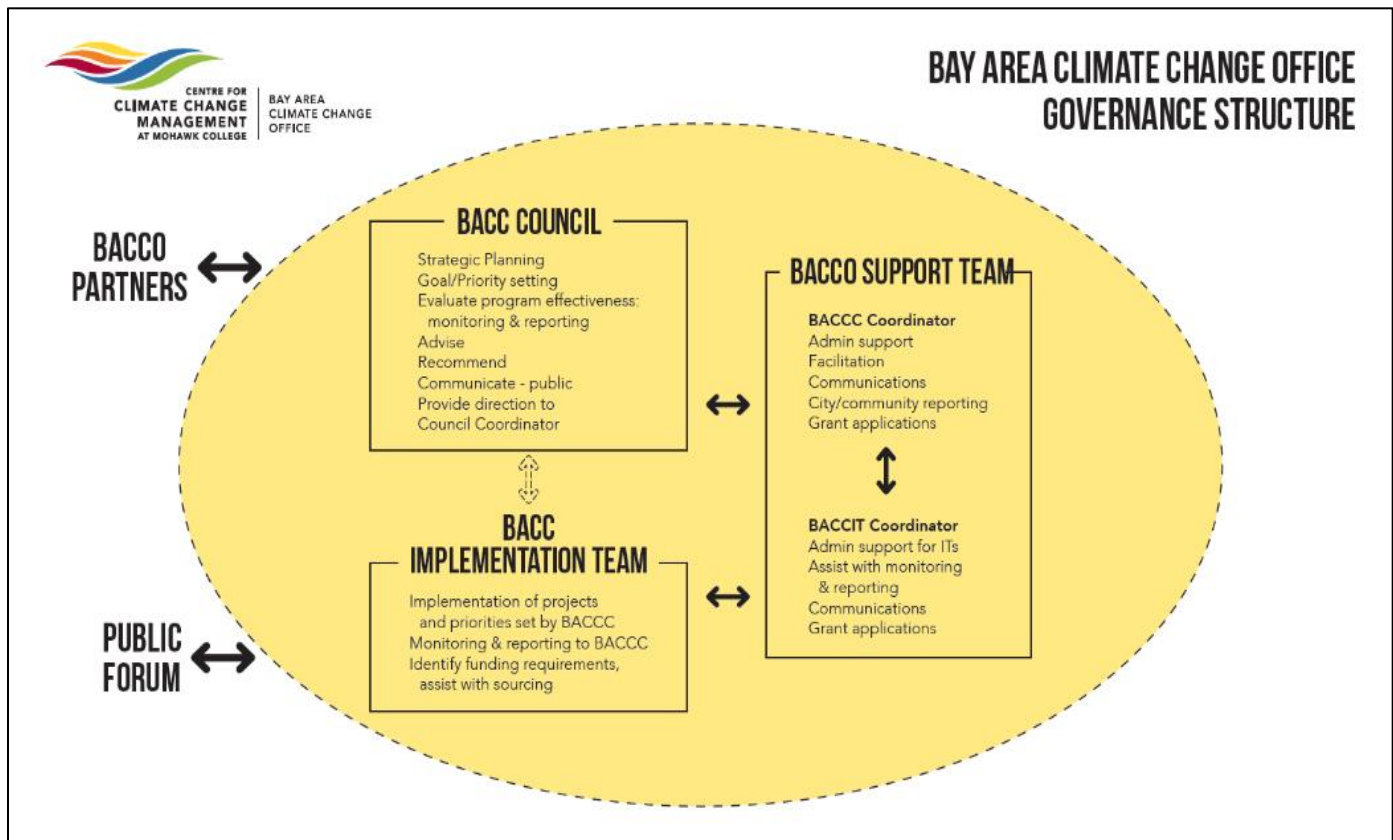 CENTRE FOR
CLIMATE CHANGE
MANAGEMENT
AT MOHAWK COLLEGE
BAY AREA
CLIMATE CHANGE
OFFICE
BAY AREA CLIMATE CHANGE OFFICE
GOVERNANCE STRUCTURE
BACCO
PARTNERS
BACC COUNCIL
Strategic Planning
Goal/Priority setting
Evaluate program effectiveness:
monitoring & reporting
Advise
Recommend
Communicate - public
Provide direction to
Council Coordinator
BACCO SUPPORT TEAM
BACCC Coordinator
Admin support
Facilitation
Communications
City/community reporting
Grant applications
BACCIT Coordinator
Admin support for ITs
Assist with monitoring
& reporting
Communications
Grant applications
BACC
IMPLEMENTATION TEAM
Implementation of projects
and priorities set by BACCC
Monitoring & reporting to BACCC
Identify funding requirements,
assist with sourcing
PUBLIC
FORUM